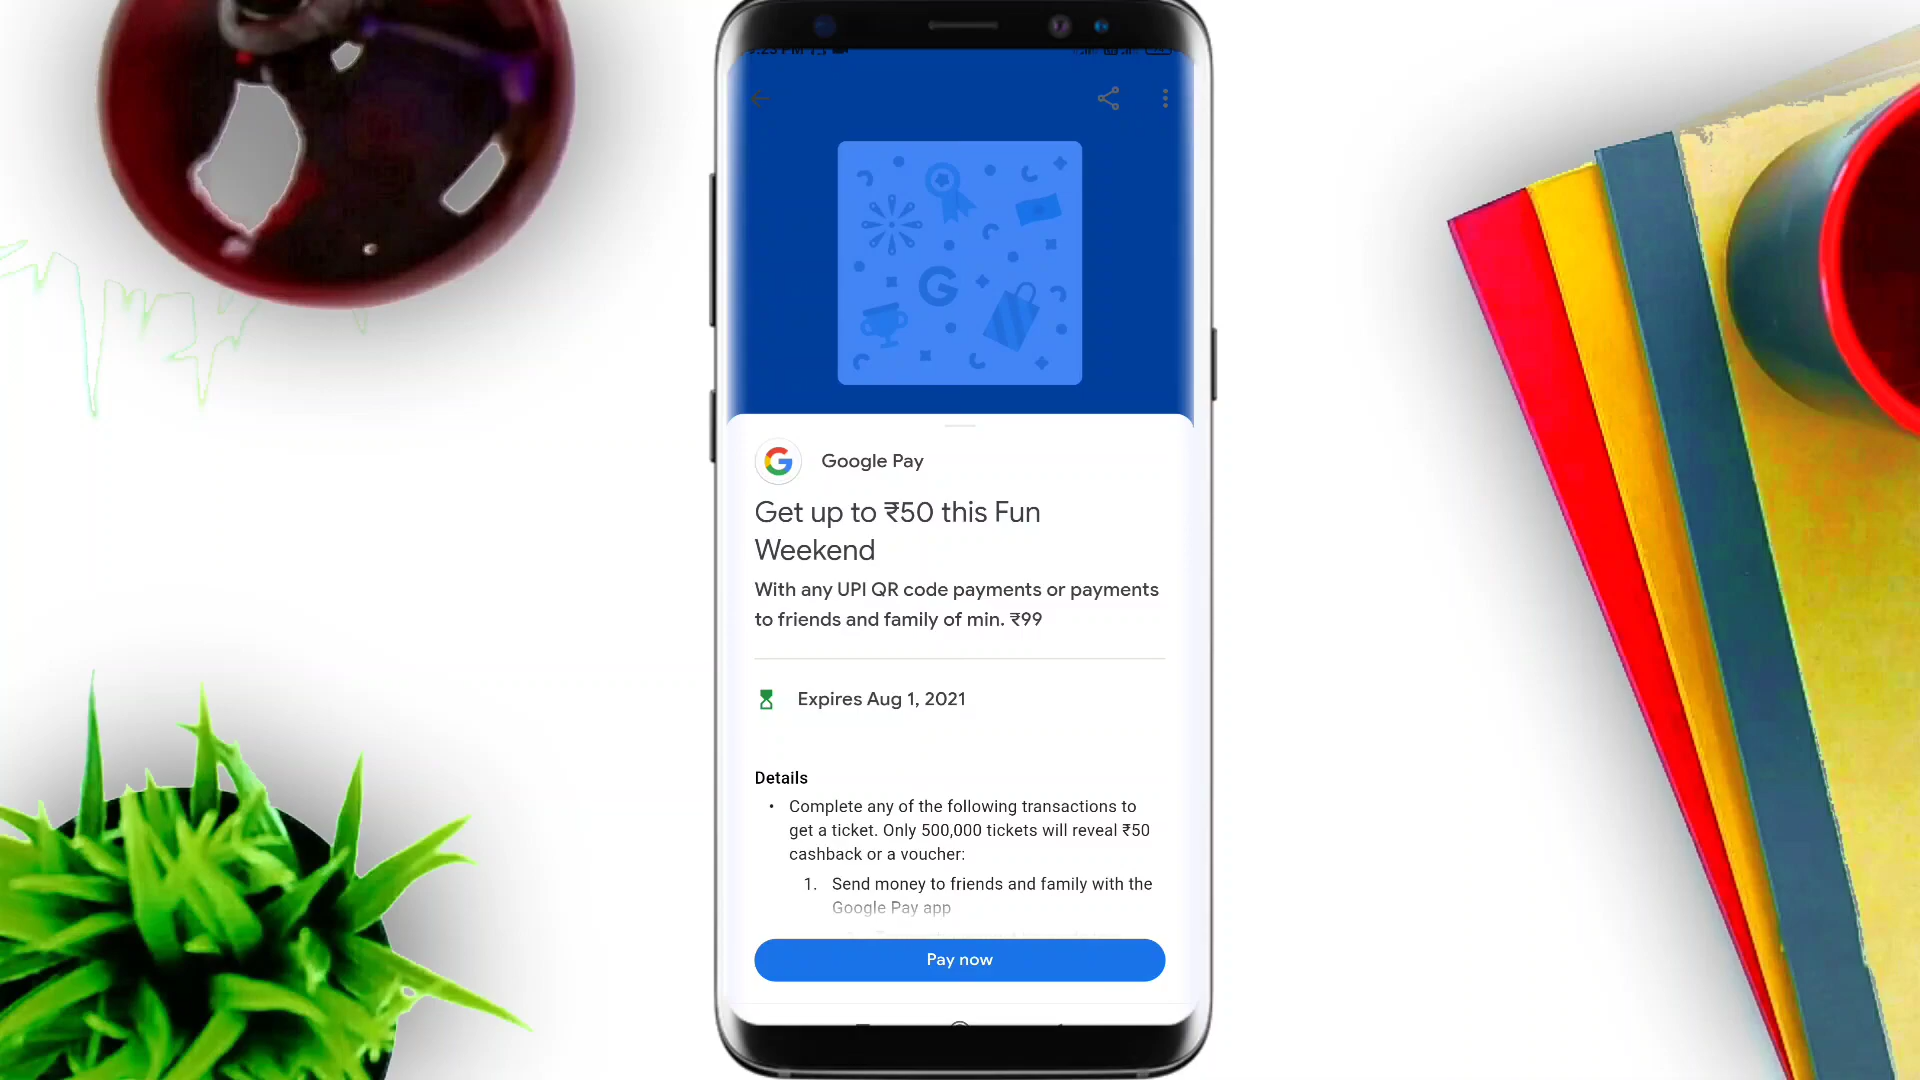 Google Pay
Get up to ₹50 this Fun
Weekend
With any UPI QR code payments or payments
to friends and family of min. ₹99
Expires Aug 1, 2021
Details
• Complete any of the following transactions to
get a ticket. Only 500,000 tickets will reveal ₹50
cashback or a voucher:
1. Send money to friends and family with the
Google Pay app
Pay now